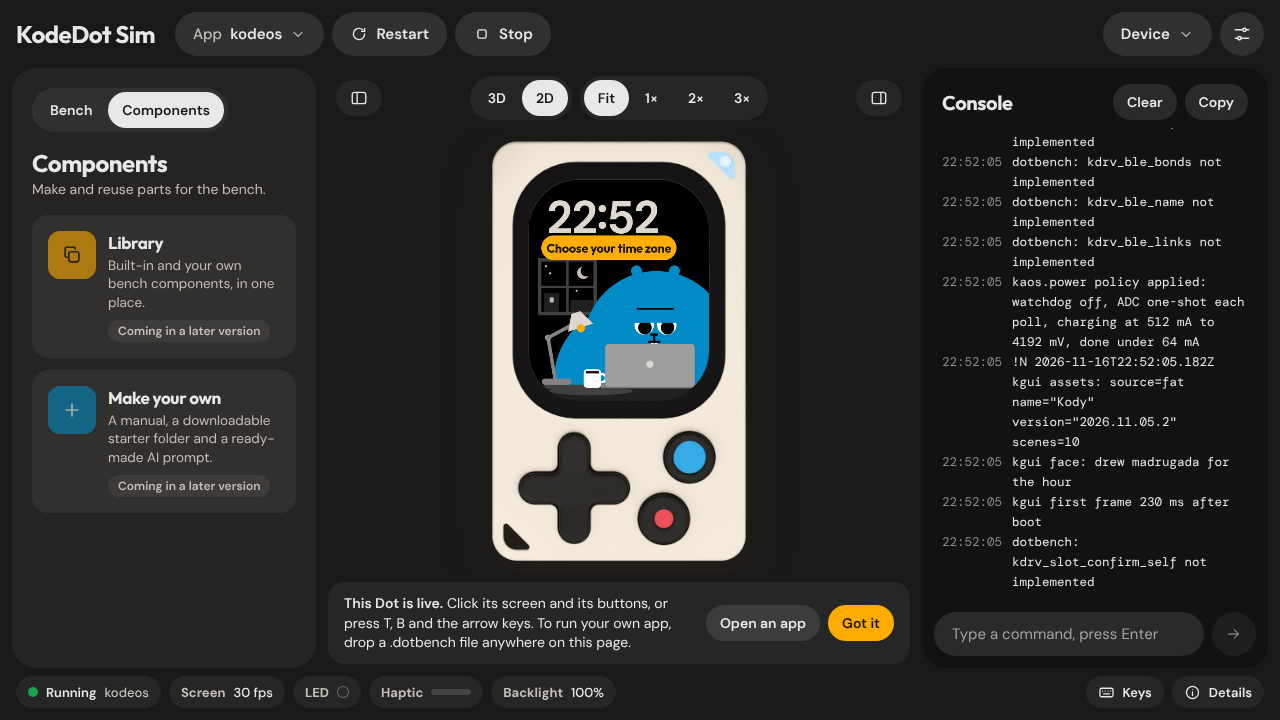 KodeDot Sim
App kodeos
Restart
Stop
Device
Bench
Components
Components
Make and reuse parts for the bench.
Library
Built-in and your own
bench components, in one
place.
Coming in a later version
Make your own
A manual, a downloadable
starter folder and a ready-
made AI prompt.
Coming in a later version
3D
2D
Fit
1×
2×
3×
22:52
Choose your time zone
This Dot is live. Click its screen and its buttons, or
press T, B and the arrow keys. To run your own app,
drop a .dotbench file anywhere on this page.
Open an app
Got it
Console
Clear
Copy
implemented
22:52:05 dotbench: kdrv_ble_bonds not
implemented
22:52:05 dotbench: kdrv_ble_name not
implemented
22:52:05 dotbench: kdrv_ble_links not
implemented
22:52:05 kaos.power policy applied:
watchdog off, ADC one-shot each
poll, charging at 512 mA to
4192 mV, done under 64 mA
22:52:05 !N 2026-11-16T22:52:05.182Z
kgui assets: source=fat
name="Kody"
version="2026.11.05.2"
scenes=10
22:52:05 kgui face: drew madrugada for
the hour
22:52:05 kgui first frame 230 ms after
boot
22:52:05 dotbench:
kdrv_slot_confirm_self not
implemented
Type a command, press Enter
Running kodeos
Screen 30 fps
LED
Haptic
Backlight 100%
Keys
Details